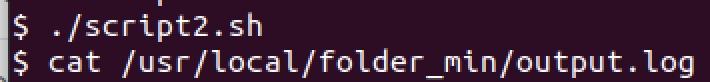 $ ./script2.sh
$ cat /usr/local/folder_min/output.log